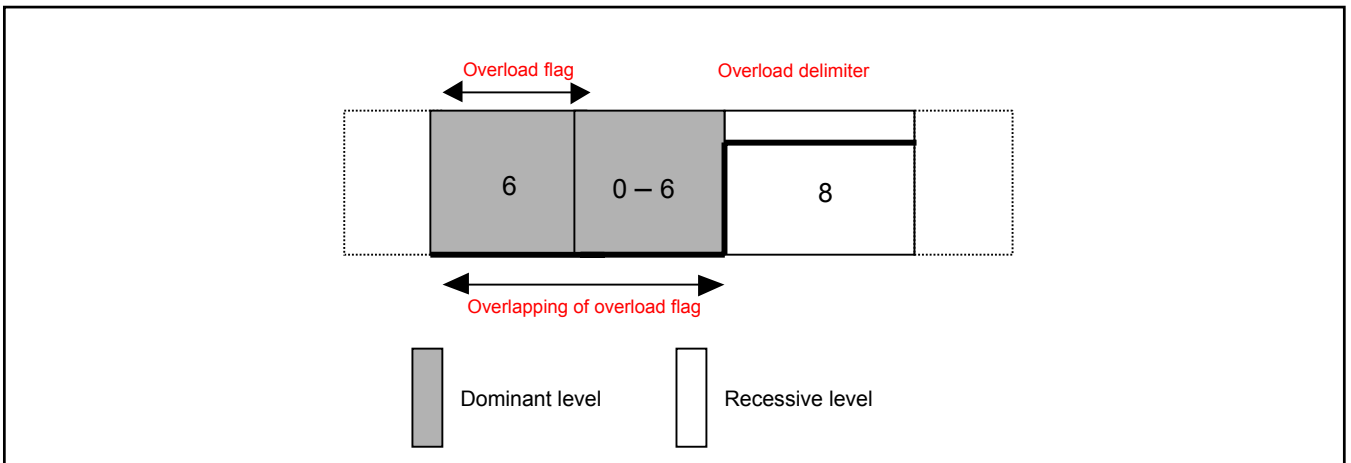 Overload flag
Overload delimiter
6
0 – 6
8
Overlapping of overload flag
Dominant level
Recessive level